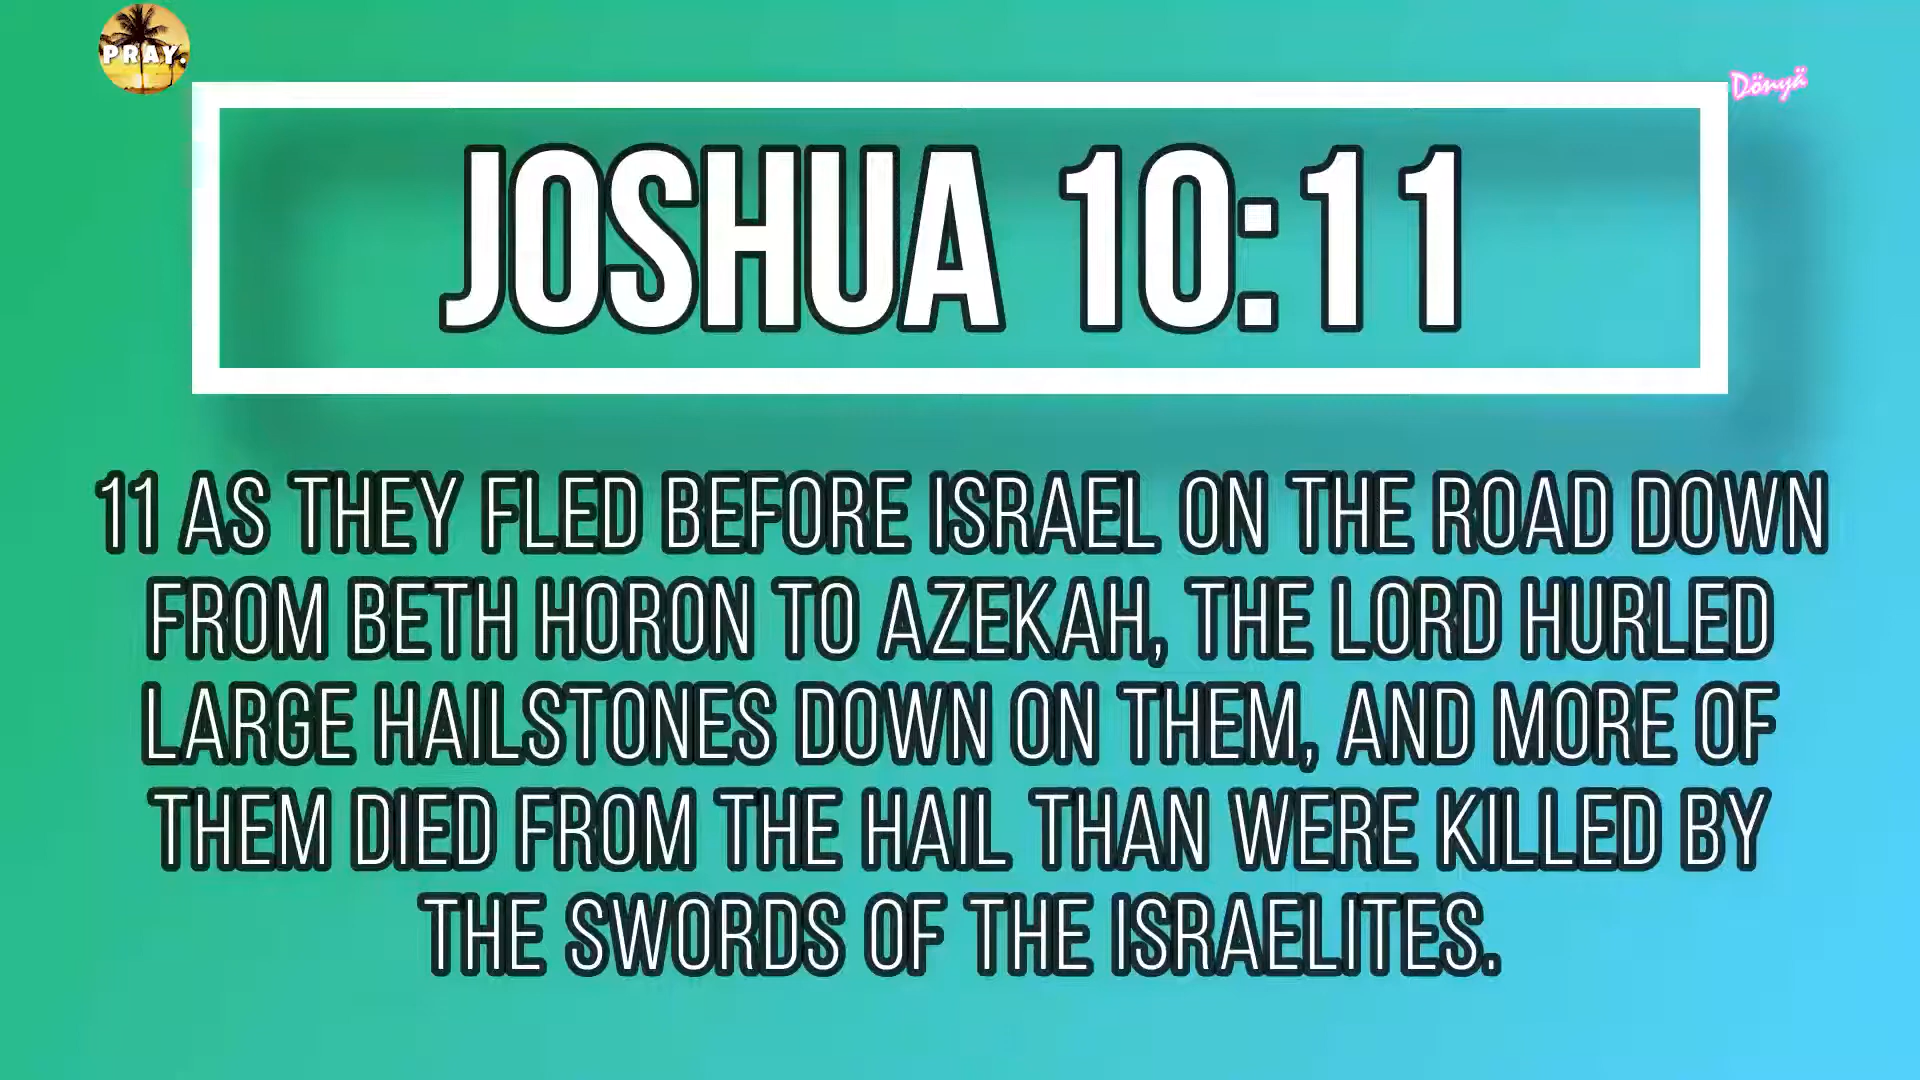 PRAY.
Dönyä
JOSHUA 10:11
11 AS THEY FLED BEFORE ISRAEL ON THE ROAD DOWN
FROM BETH HORON TO AZEKAH, THE LORD HURLED
LARGE HAILSTONES DOWN ON THEM, AND MORE OF
THEM DIED FROM THE HAIL THAN WERE KILLED BY
THE SWORDS OF THE ISRAELITES.